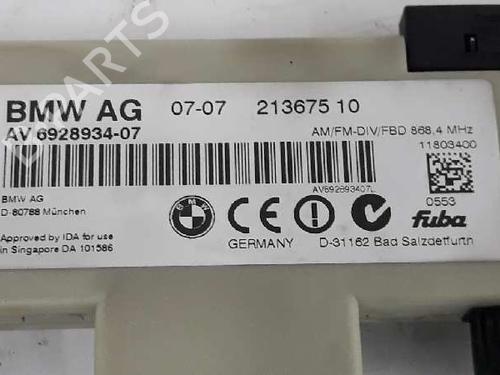 BMW AG 07-07 213675 10
AV 6928934-07 AM/FM-DIV/FBD 868,4 MHz
11803400
AV692893407L
BMW AG
D-80788 München
BMW
0553
fuba
Approved by IDA for use
in Singapore DA 101586
GERMANY D-31162 Bad Salzdetfurth